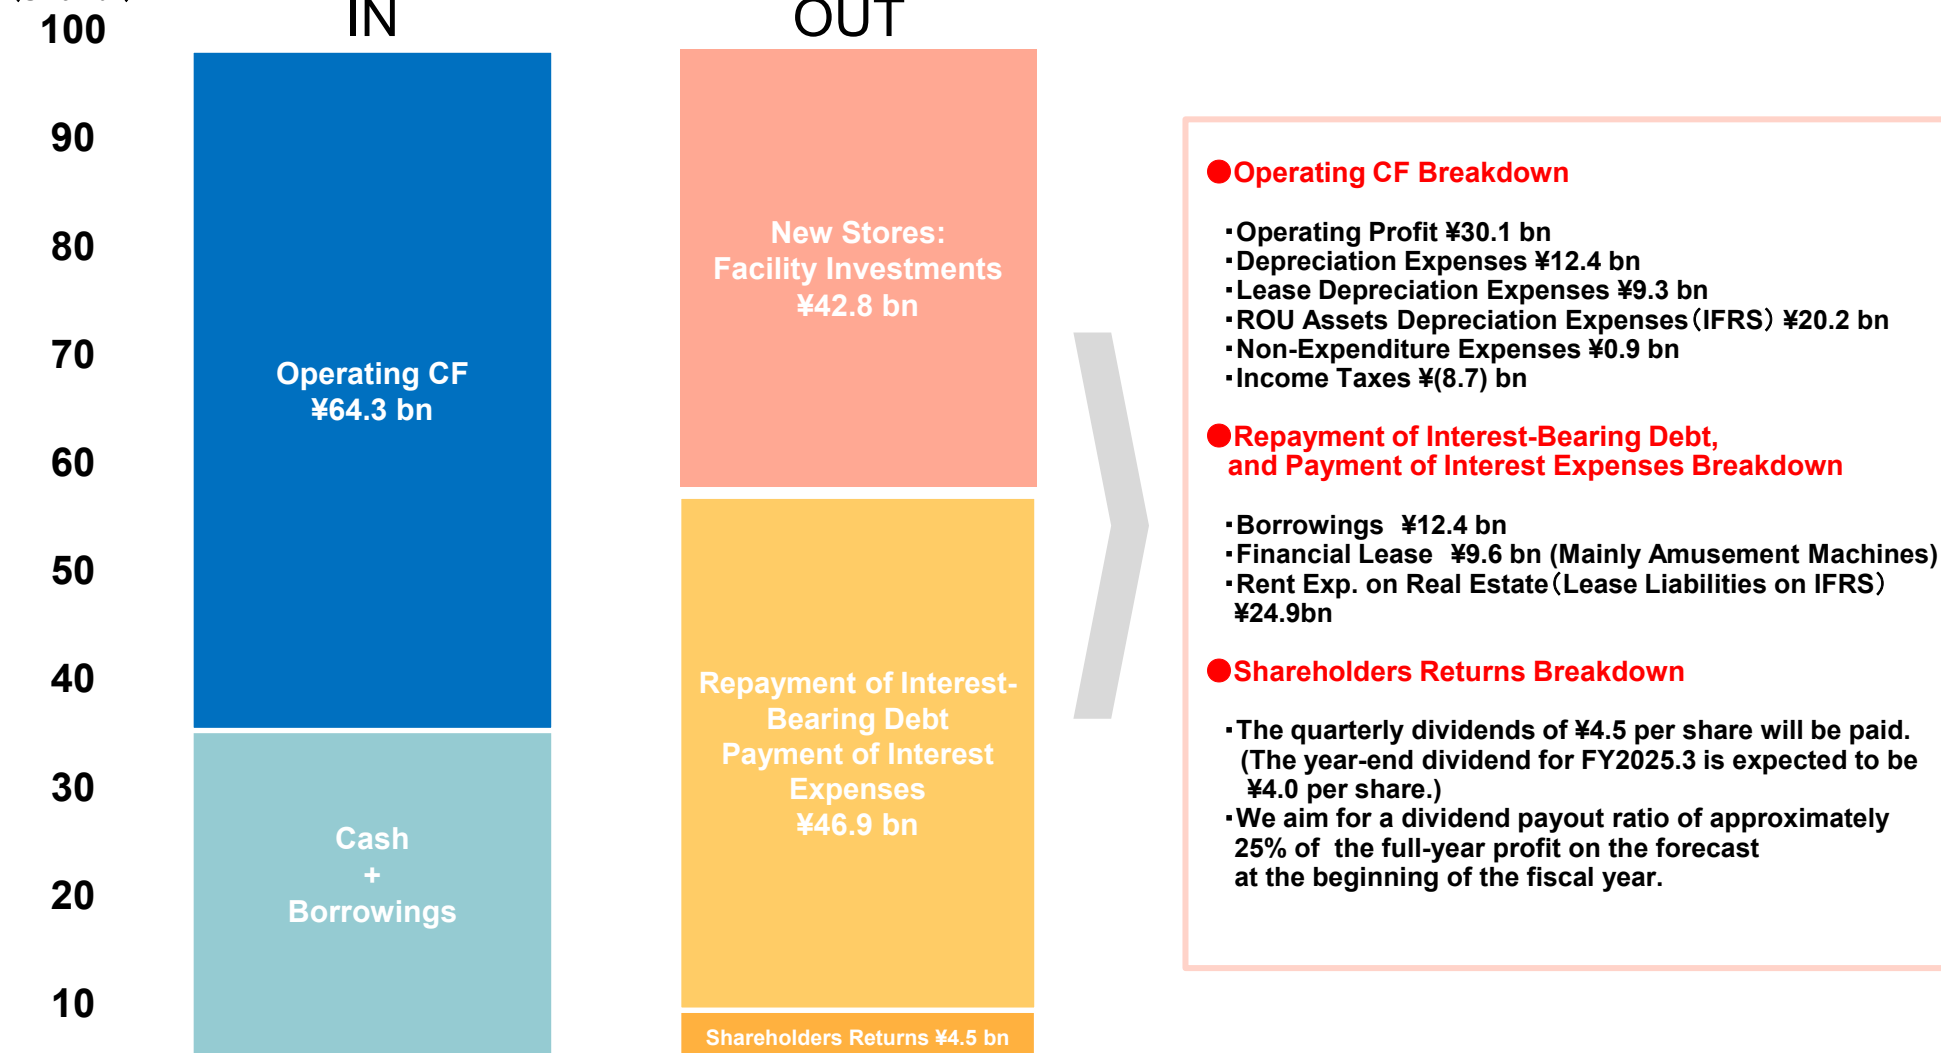 IN
OUT
100
90
80
70
60
50
40
30
20
10
Operating CF
¥64.3 bn
Cash
+
Borrowings
New Stores:
Facility Investments
¥42.8 bn
Repayment of Interest-
Bearing Debt
Payment of Interest
Expenses
¥46.9 bn
Shareholders Returns ¥4.5 bn
●Operating CF Breakdown
・Operating Profit ¥30.1 bn
・Depreciation Expenses ¥12.4 bn
・Lease Depreciation Expenses ¥9.3 bn
・ROU Assets Depreciation Expenses（IFRS）¥20.2 bn
・Non-Expenditure Expenses ¥0.9 bn
・Income Taxes ¥(8.7) bn
●Repayment of Interest-Bearing Debt,
and Payment of Interest Expenses Breakdown
・Borrowings ¥12.4 bn
・Financial Lease ¥9.6 bn (Mainly Amusement Machines)
・Rent Exp. on Real Estate（Lease Liabilities on IFRS）
¥24.9bn
●Shareholders Returns Breakdown
・The quarterly dividends of ¥4.5 per share will be paid.
(The year-end dividend for FY2025.3 is expected to be
¥4.0 per share.)
・We aim for a dividend payout ratio of approximately
25% of the full-year profit on the forecast
at the beginning of the fiscal year.